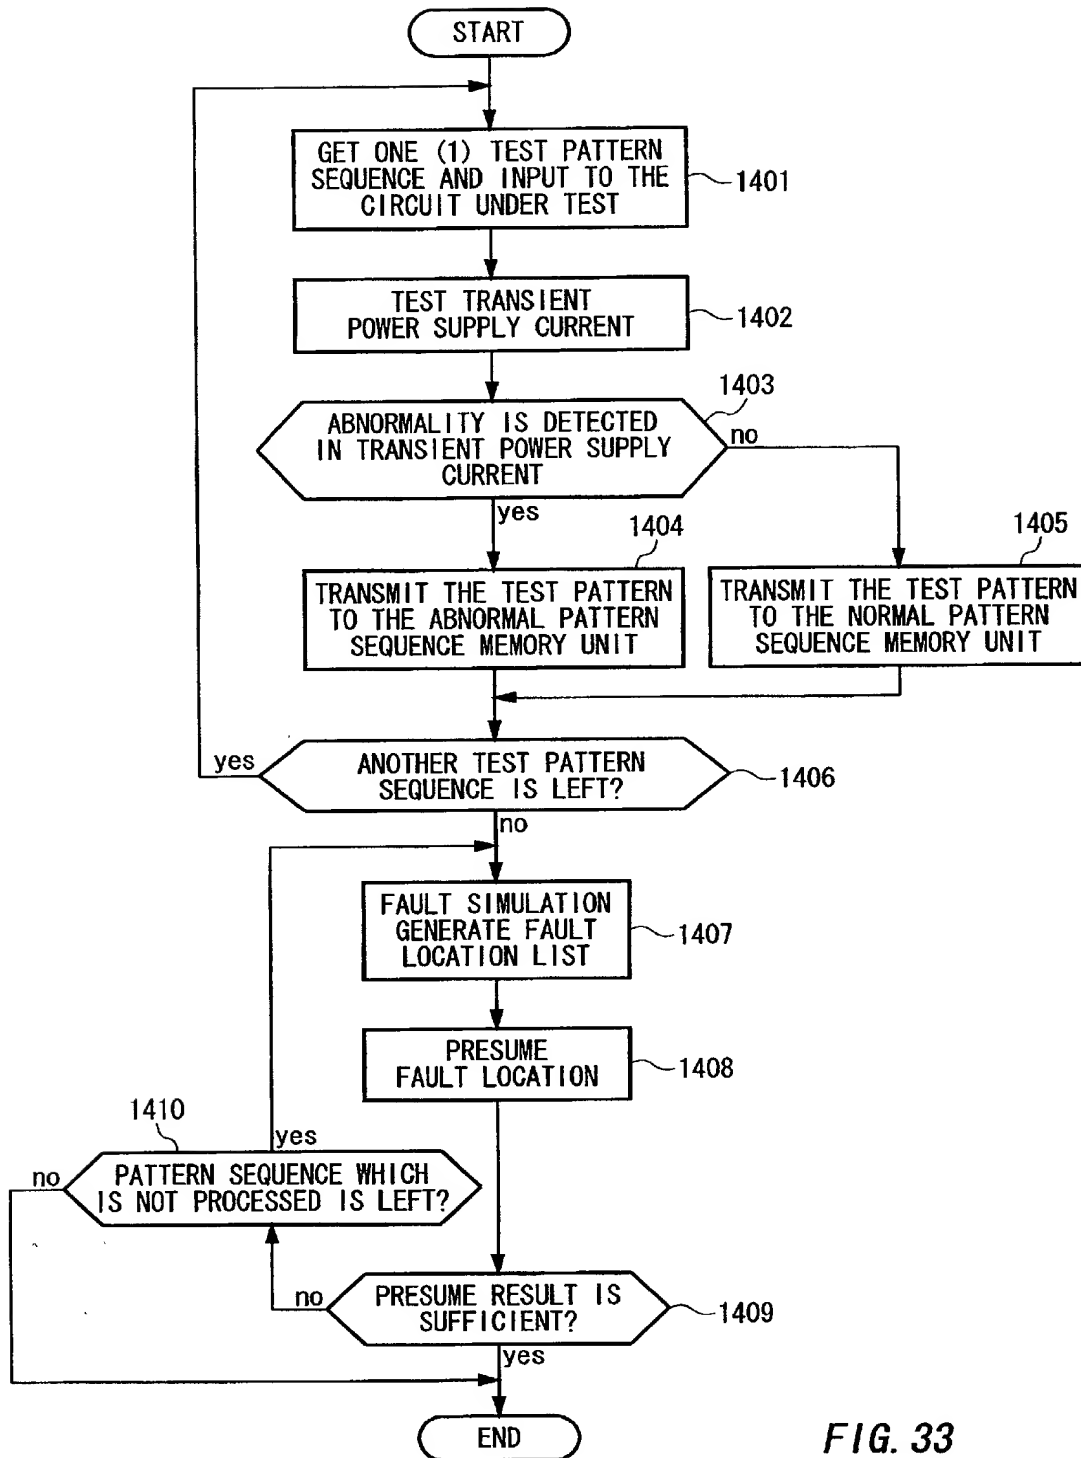 START
GET ONE (1) TEST PATTERN
SEQUENCE AND INPUT TO THE
CIRCUIT UNDER TEST
1401
TEST TRANSIENT
POWER SUPPLY CURRENT
1402
1403
ABNORMALITY IS DETECTED
IN TRANSIENT POWER SUPPLY
CURRENT
no
yes
1404
1405
TRANSMIT THE TEST PATTERN
TO THE ABNORMAL PATTERN
SEQUENCE MEMORY UNIT
TRANSMIT THE TEST PATTERN
TO THE NORMAL PATTERN
SEQUENCE MEMORY UNIT
yes
ANOTHER TEST PATTERN
SEQUENCE IS LEFT?
1406
no
FAULT SIMULATION
GENERATE FAULT
LOCATION LIST
1407
PRESUME
FAULT LOCATION
1408
1410
yes
no
PATTERN SEQUENCE WHICH
IS NOT PROCESSED IS LEFT?
no
PRESUME RESULT IS
SUFFICIENT?
1409
yes
END
FIG. 33